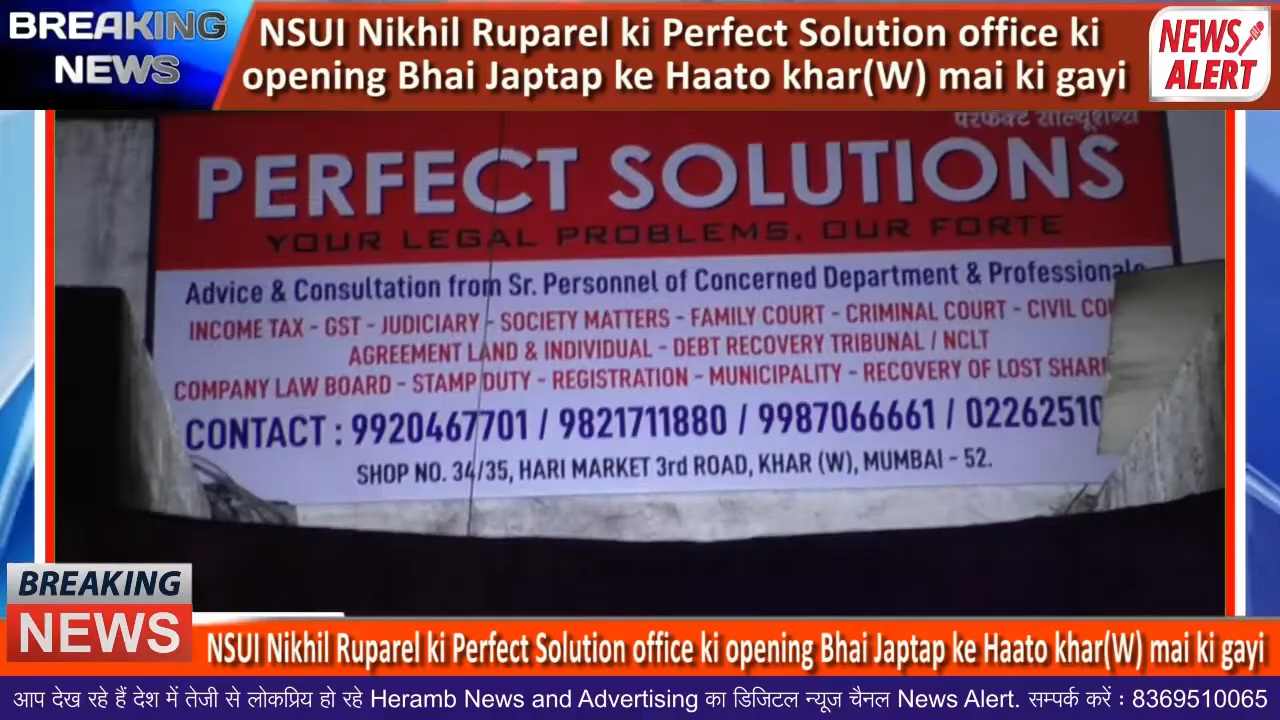 BREAKING
NEWS
NSUI Nikhil Ruparel ki Perfect Solution office ki
opening Bhai Japtap ke Haato khar(W) mai ki gayi
NEWS
ALERT
परफेक्ट साल्यूशन्स
PERFECT SOLUTIONS
YOUR LEGAL PROBLEMS, OUR FORTE
Advice & Consultation from Sr. Personnel of Concerned Department & Professionals
INCOME TAX - GST - JUDICIARY - SOCIETY MATTERS - FAMILY COURT - CRIMINAL COURT - CIVIL
AGREEMENT LAND & INDIVIDUAL - DEBT RECOVERY TRIBUNAL / NCLT
COMPANY LAW BOARD - STAMP DUTY - REGISTRATION - MUNICIPALITY - RECOVERY OF LOST
CONTACT : 9920467701 / 9821711880 / 9987066661 / 02262510
SHOP NO. 34/35, HARI MARKET 3rd ROAD, KHAR (W), MUMBAI - 52.
BREAKING
NEWS
NSUI Nikhil Ruparel ki Perfect Solution office ki opening Bhai Japtap ke Haato khar(W) mai ki gayi
आप देख रहे हैं देश में तेजी से लोकप्रिय हो रहे Heramb News and Advertising का डिजिटल न्यूज चैनल News Alert. सम्पर्क करें : 8369510065